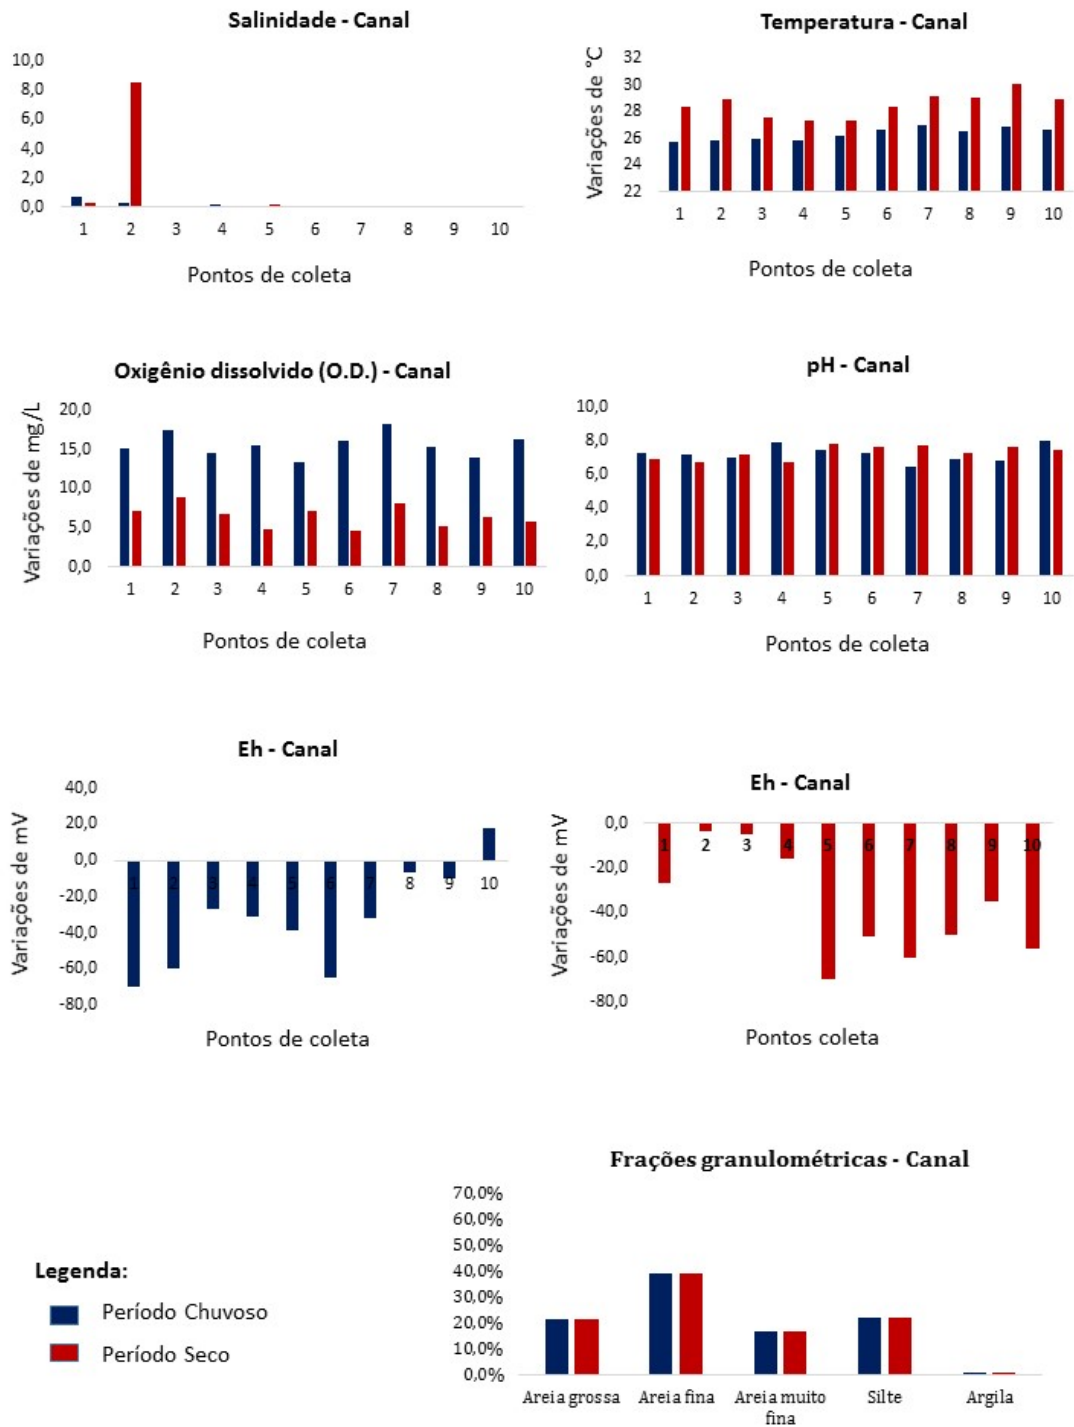 Salinidade - Canal
10,0
8,0
6,0
4,0
2,0
0,0
1 2 3 4 5 6 7 8 9 10
Pontos de coleta
Temperatura - Canal
Variações de °C
32
30
28
26
24
22
1 2 3 4 5 6 7 8 9 10
Pontos de coleta
Oxigênio dissolvido (O.D.) - Canal
Variações de mg/L
20,0
15,0
10,0
5,0
0,0
1 2 3 4 5 6 7 8 9 10
Pontos de coleta
pH - Canal
10,0
8,0
6,0
4,0
2,0
0,0
1 2 3 4 5 6 7 8 9 10
Pontos de coleta
Eh - Canal
Variações de mV
40,0
20,0
0,0
-20,0
-40,0
-60,0
-80,0
1 2 3 4 5 6 7 8 9 10
Pontos de coleta
Eh - Canal
Variações de mV
0,0
-20,0
-40,0
-60,0
-80,0
1 2 3 4 5 6 7 8 9 10
Pontos coleta
Frações granulométricas - Canal
70,0%
60,0%
50,0%
40,0%
30,0%
20,0%
10,0%
0,0%
Areia grossa Areia fina Areia muito Silte Argila
fina
Legenda:
Período Chuvoso
Período Seco